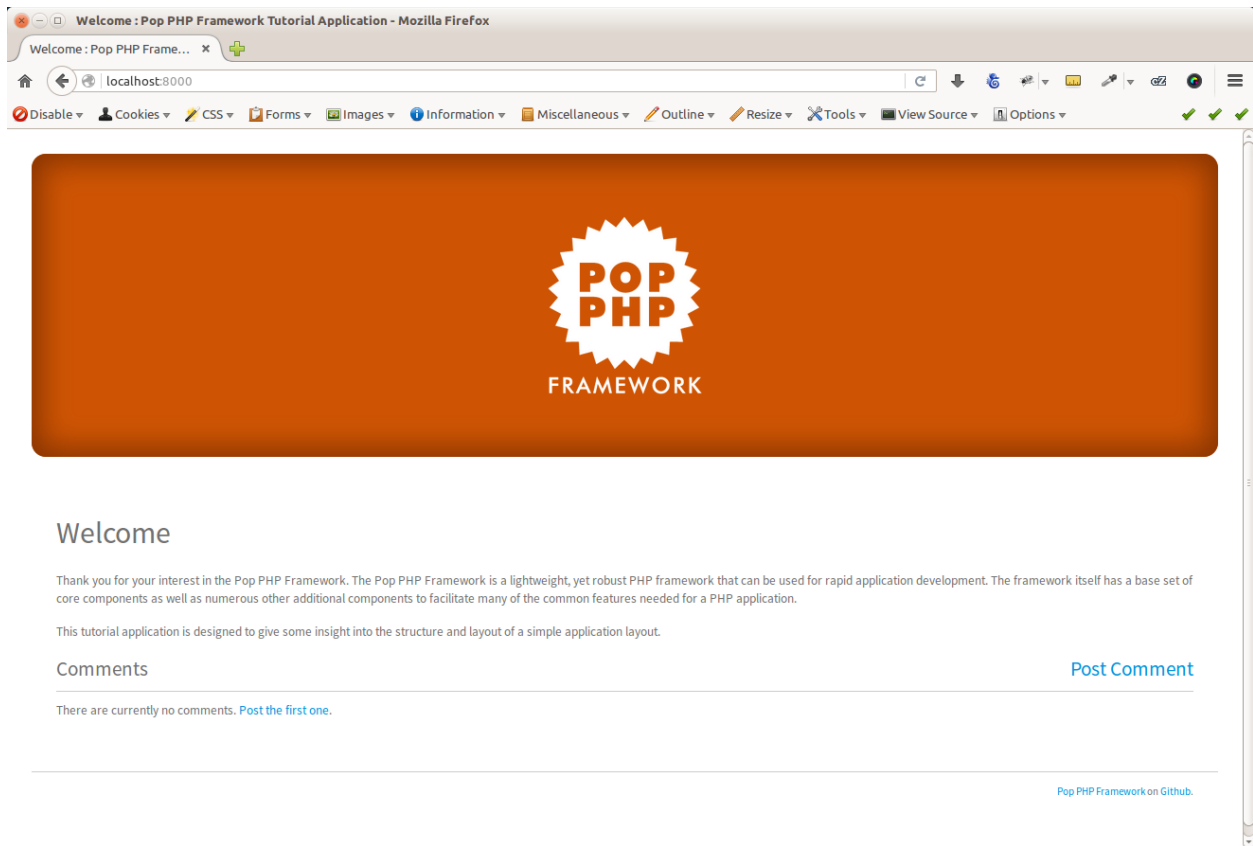 Welcome : Pop PHP Framework Tutorial Application - Mozilla Firefox
Welcome : Pop PHP Frame...
localhost:8000
Disable Cookies CSS Forms Images Information Miscellaneous Outline Resize Tools View Source Options
POP
PHP
FRAMEWORK
Welcome
Thank you for your interest in the Pop PHP Framework. The Pop PHP Framework is a lightweight, yet robust PHP framework that can be used for rapid application development. The framework itself has a base set of
core components as well as numerous other additional components to facilitate many of the common features needed for a PHP application.
This tutorial application is designed to give some insight into the structure and layout of a simple application layout.
Comments Post Comment
There are currently no comments. Post the first one.
Pop PHP Framework on Github.